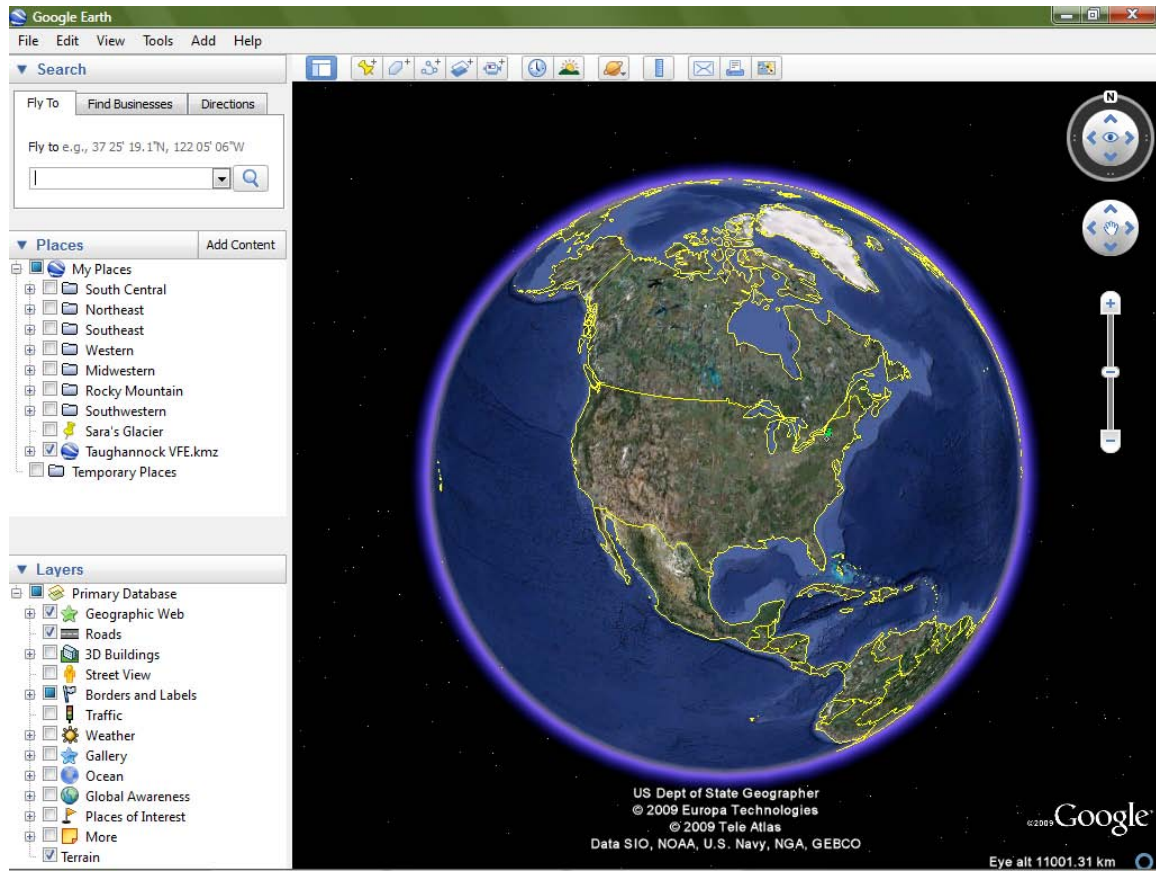 Google Earth
File Edit View Tools Add Help
Search
Fly To Find Businesses Directions
Fly to e.g., 37 25' 19.1"N, 122 05' 06"W
Places Add Content
My Places
South Central
Northeast
Southeast
Western
Midwestern
Rocky Mountain
Southwestern
Sara's Glacier
Taughannock VFE.kmz
Temporary Places
Layers
Primary Database
Geographic Web
Roads
3D Buildings
Street View
Borders and Labels
Traffic
Weather
Gallery
Ocean
Global Awareness
Places of Interest
More
Terrain
N
US Dept of State Geographer
© 2009 Europa Technologies
© 2009 Tele Atlas
Data SIO, NOAA, U.S. Navy, NGA, GEBCO
©2009 Google
Eye alt 11001.31 km